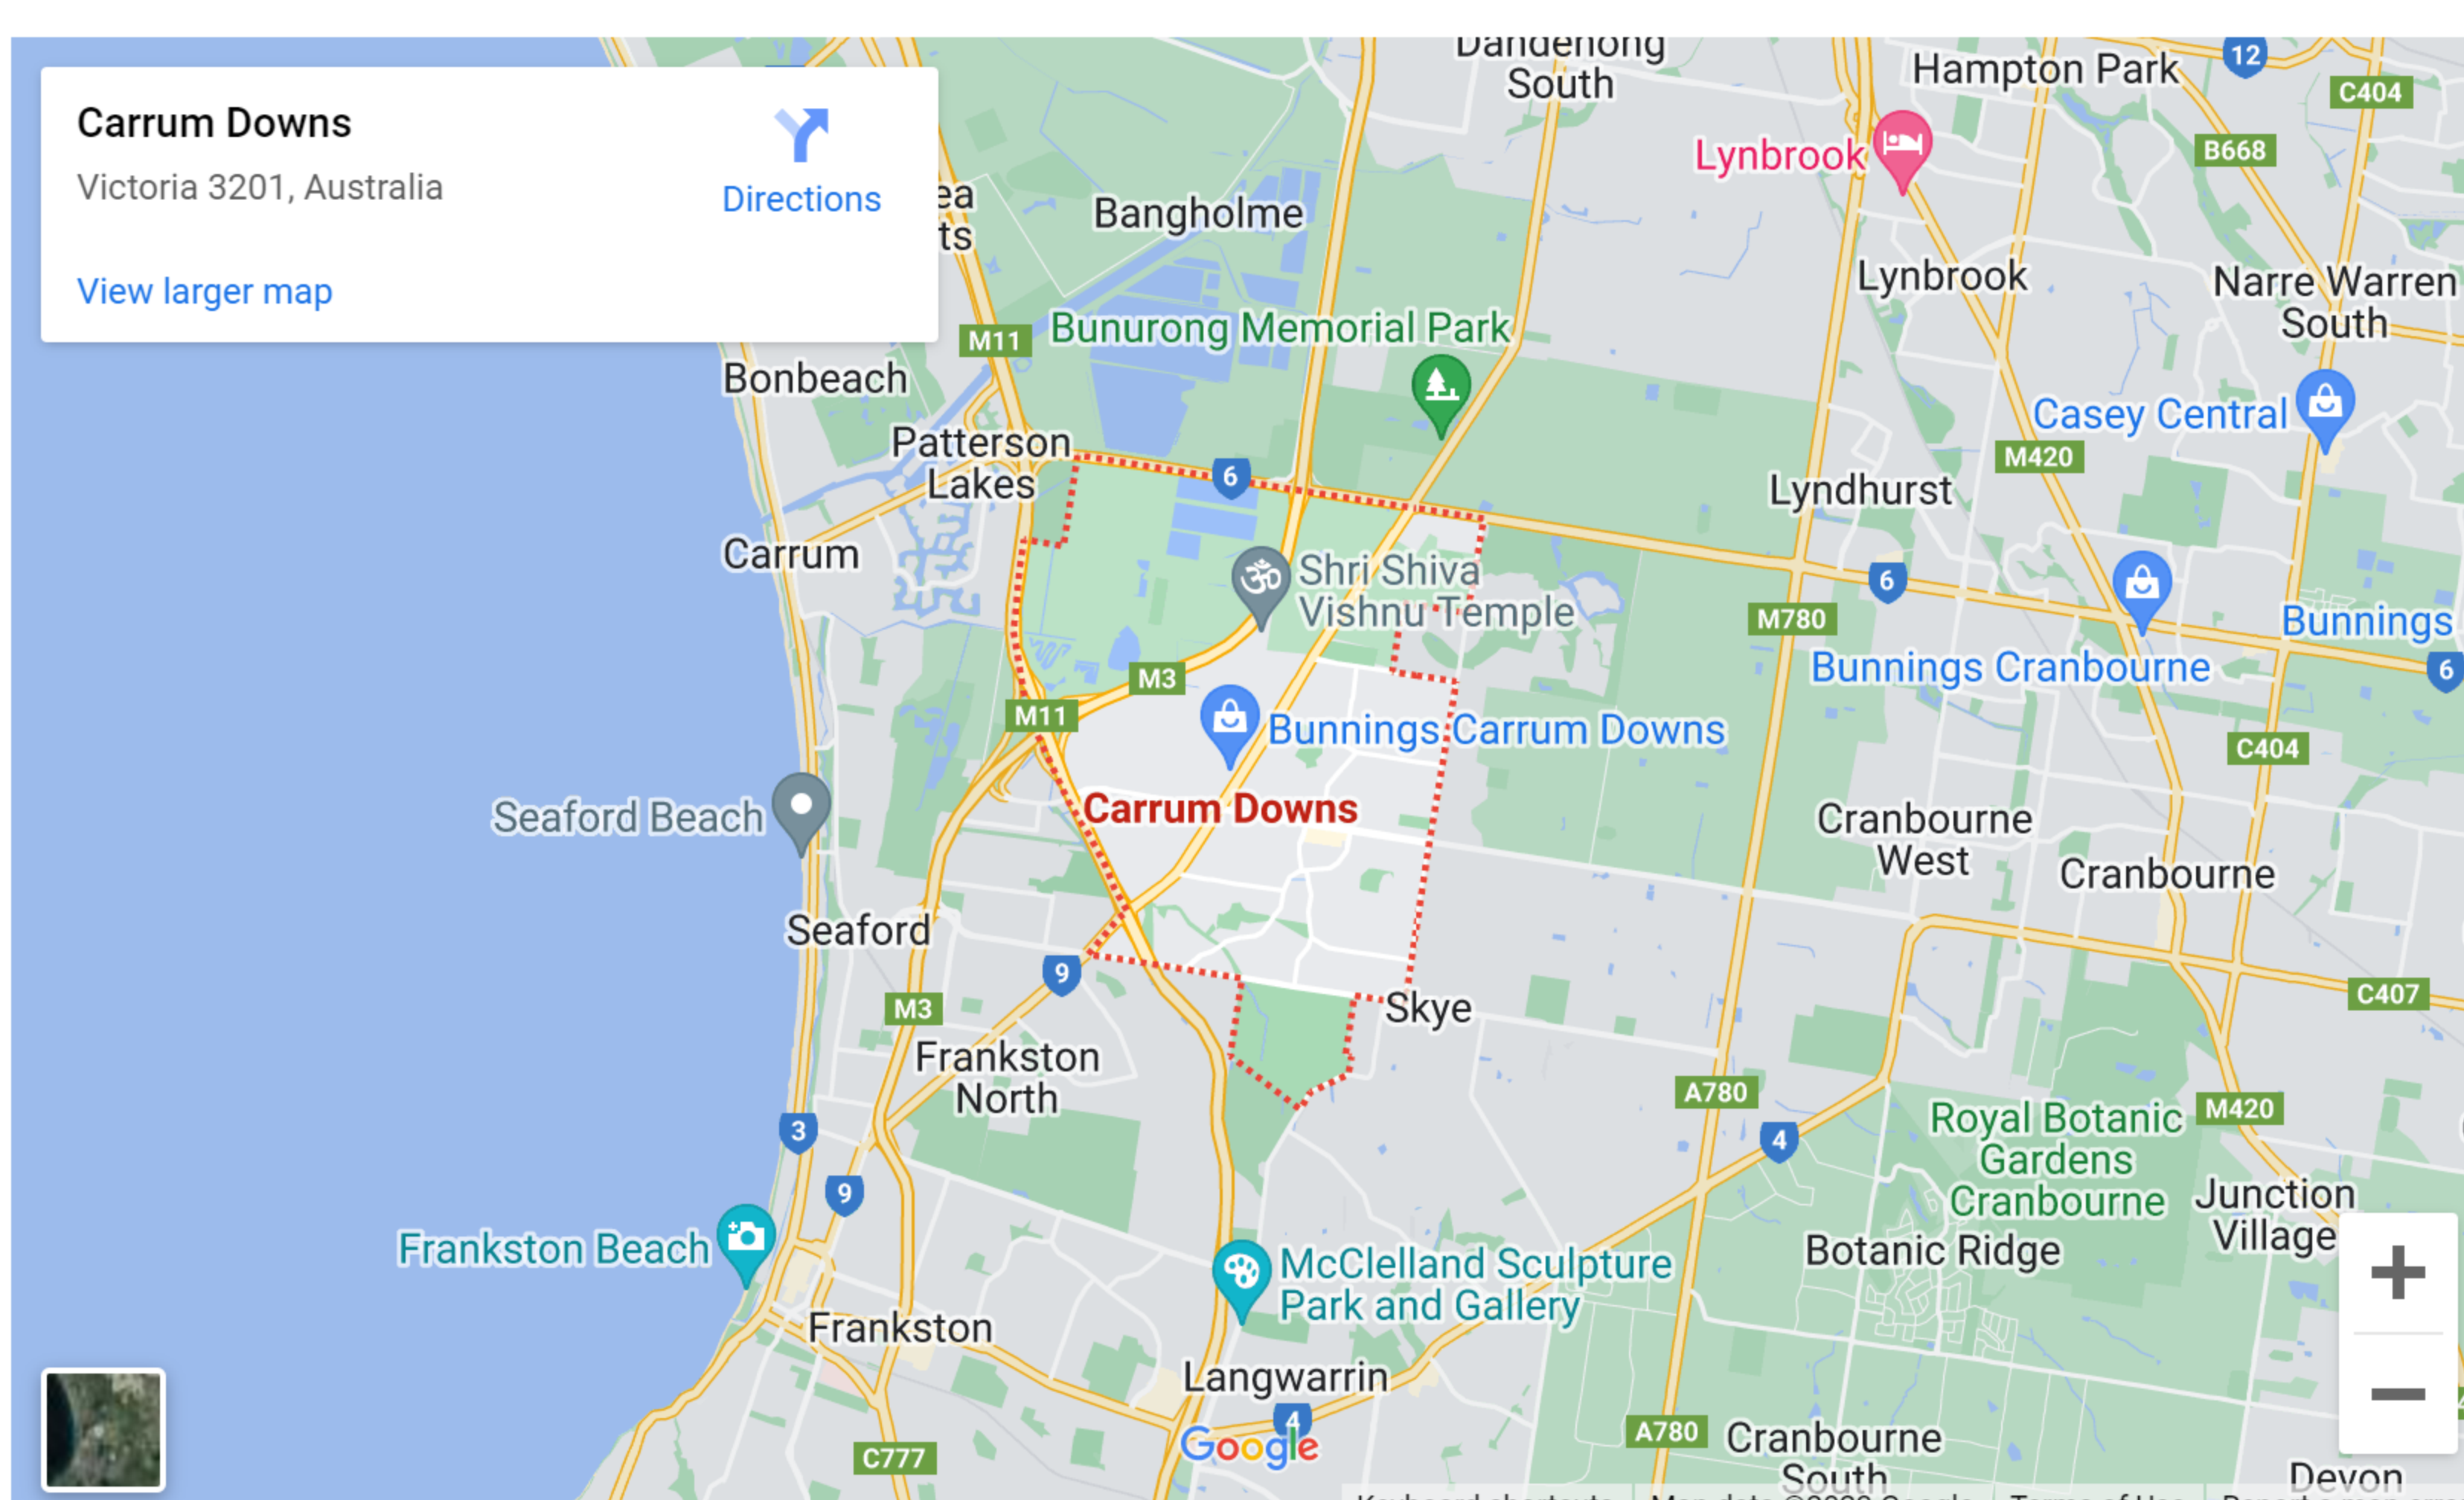 Carrum Downs
Victoria 3201, Australia
Directions
View larger map
Dandenong
South
Hampton Park
12
C404
B668
Lynbrook
ea
ts
Bangholme
Lynbrook
Narre Warren
South
M11
Bunurong Memorial Park
Bonbeach
Casey Central
M420
Patterson
Lakes
6
Lyndhurst
Carrum
Shri Shiva
Vishnu Temple
6
M780
Bunnings
Bunnings Cranbourne
6
M3
M11
Bunnings Carrum Downs
C404
Seaford Beach
Carrum Downs
Cranbourne
West
Cranbourne
Seaford
9
M3
Skye
C407
Frankston
North
A780
3
4
Royal Botanic
Gardens
Cranbourne
M420
9
Junction
Village
Frankston Beach
McClelland Sculpture
Park and Gallery
Botanic Ridge
Frankston
Langwarrin
4
Google
C777
A780
Cranbourne
South
Devon